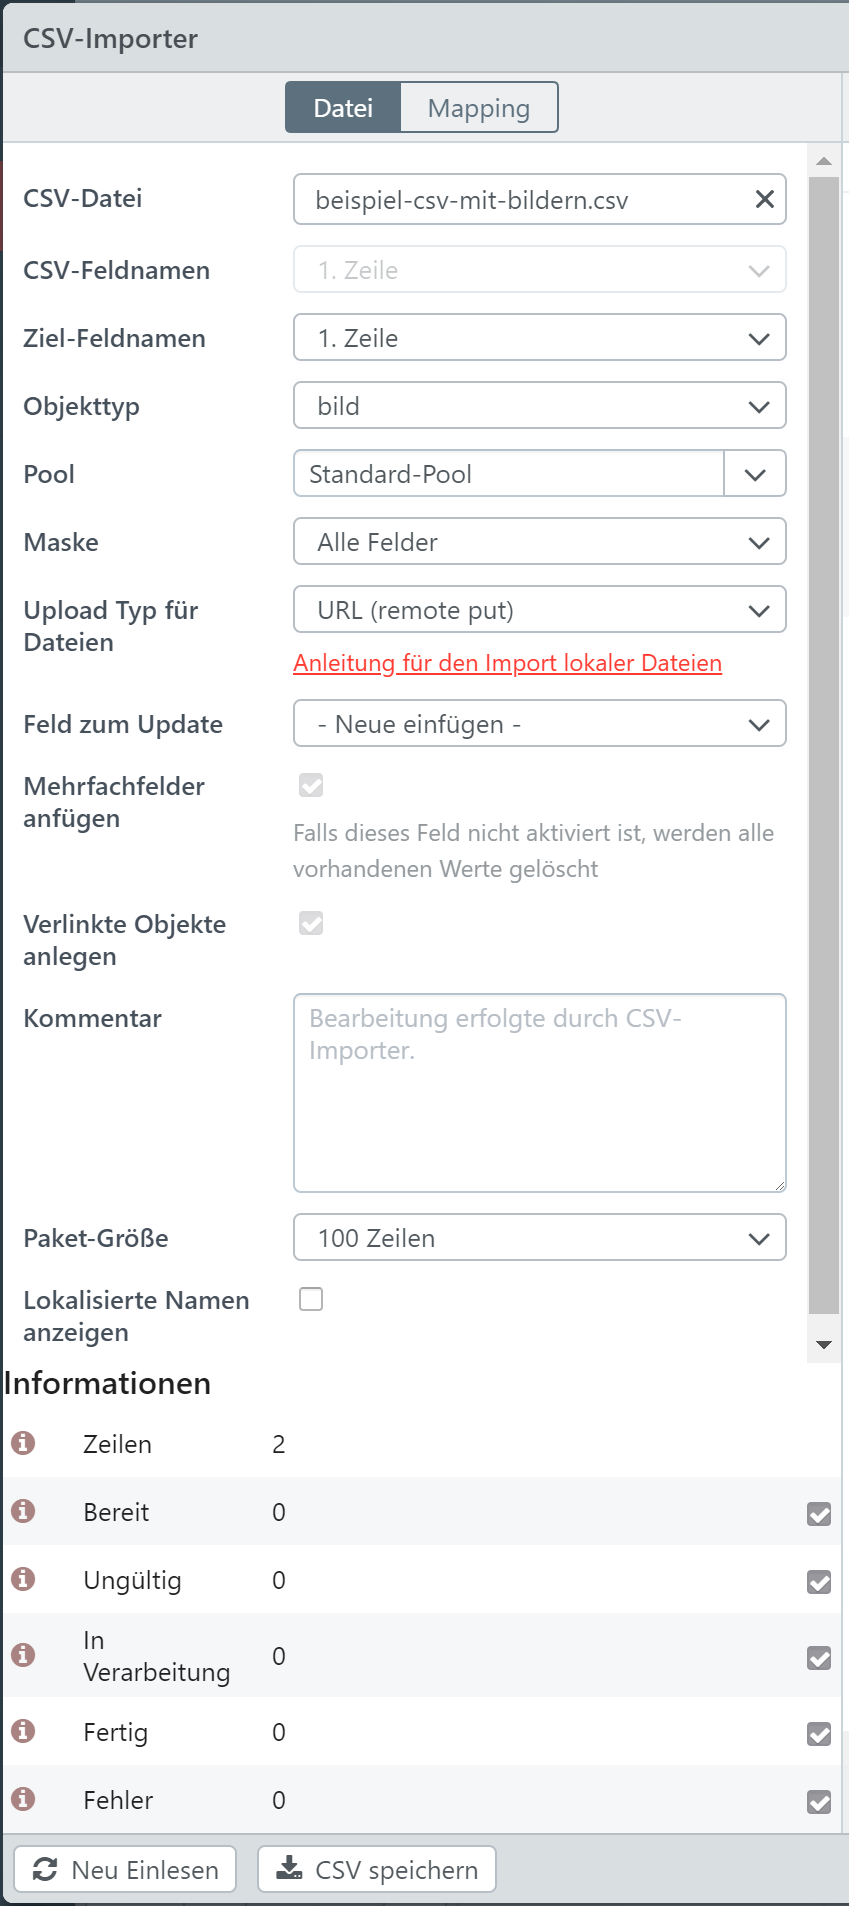 CSV-Importer
Datei
Mapping
CSV-Datei
beispiel-csv-mit-bildern.csv
CSV-Feldnamen
1. Zeile
Ziel-Feldnamen
1. Zeile
Objekttyp
bild
Pool
Standard-Pool
Maske
Alle Felder
Upload Typ für
Dateien
URL (remote put)
Anleitung für den Import lokaler Dateien
Feld zum Update
- Neue einfügen -
Mehrfachfelder
anfügen
Falls dieses Feld nicht aktiviert ist, werden alle
vorhandenen Werte gelöscht
Verlinkte Objekte
anlegen
Kommentar
Bearbeitung erfolgte durch CSV-
Importer.
Paket-Größe
100 Zeilen
Lokalisierte Namen
anzeigen
Informationen
Zeilen 2
Bereit 0
Ungültig 0
In
Verarbeitung 0
Fertig 0
Fehler 0
Neu Einlesen
CSV speichern